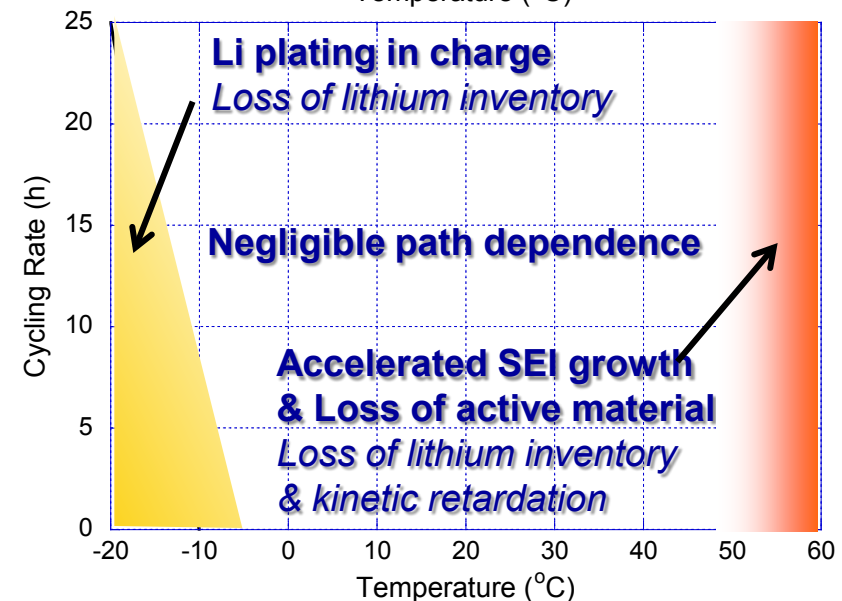 Temperature (°C)
25
Li plating in charge
Loss of lithium inventory
20
15
Negligible path dependence
Cycling Rate (h)
10
Accelerated SEI growth
& Loss of active material
5
Loss of lithium inventory
& kinetic retardation
0
-20 -10 0 10 20 30 40 50 60
Temperature (°C)